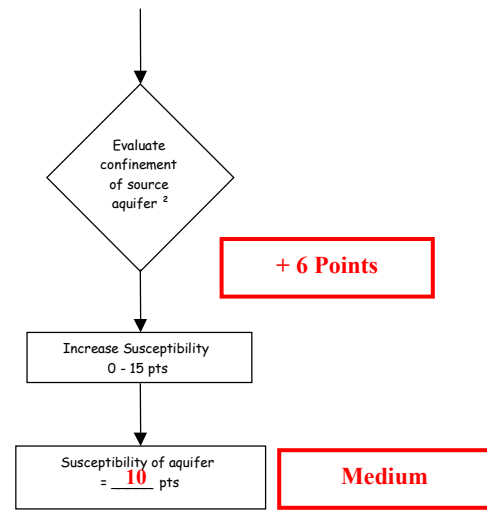 Evaluate
confinement
of source
aquifer ²
+ 6 Points
Increase Susceptibility
0 - 15 pts
Susceptibility of aquifer
= 10 pts
Medium